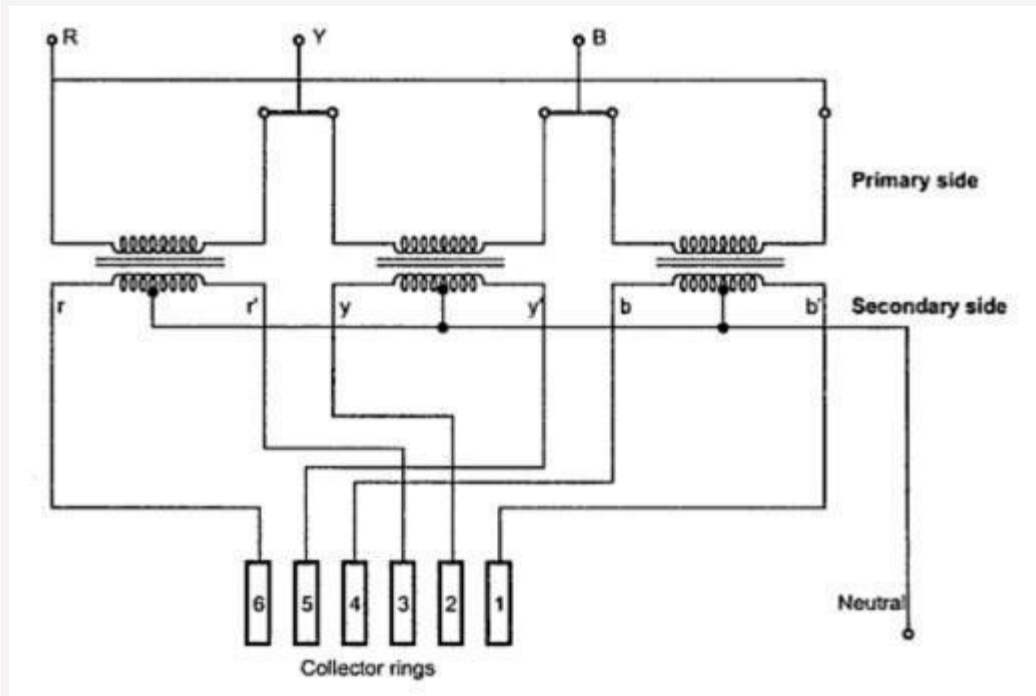 R Y B
Primary side
r r' y y' b b' Secondary side
6 5 4 3 2 1 Neutral
Collector rings